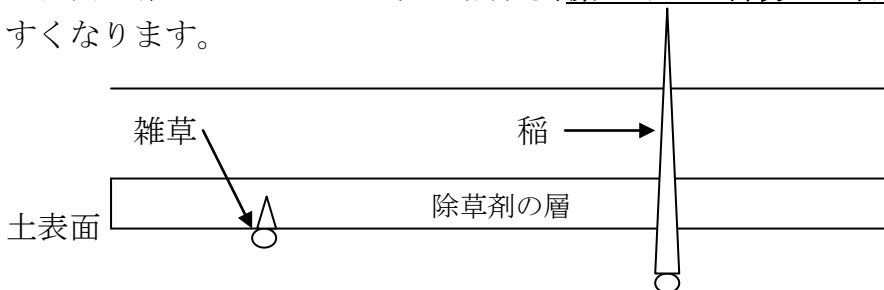 すくなります。
雑草
稲
除草剤の層
土表面